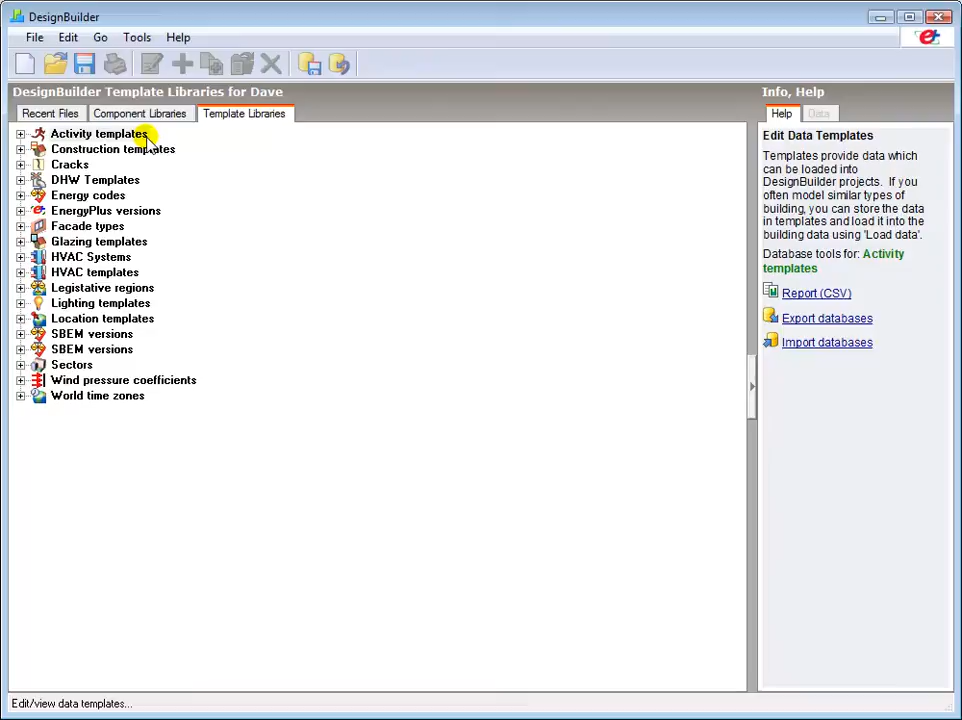 DesignBuilder
File Edit Go Tools Help
DesignBuilder Template Libraries for Dave
Info, Help
Recent Files Component Libraries Template Libraries
Help Data
Activity templates
Construction templates
Cracks
DHW Templates
Energy codes
EnergyPlus versions
Facade types
Glazing templates
HVAC Systems
HVAC templates
Legistative regions
Lighting templates
Location templates
SBEM versions
SBEM versions
Sectors
Wind pressure coefficients
World time zones
Edit Data Templates
Templates provide data which
can be loaded into
DesignBuilder projects. If you
often model similar types of
building, you can store the data
in templates and load it into the
building data using 'Load data'.
Database tools for: Activity
templates
Report (CSV)
Export databases
Import databases
Edit/view data templates...